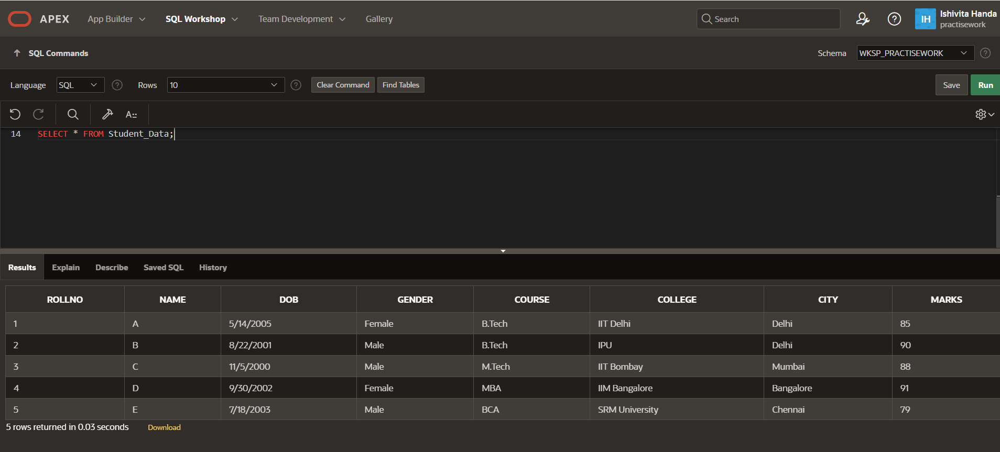 APEX App Builder SQL Workshop Team Development Gallery Search ? IH Ishivita Handa
practisework
SQL Commands Schema WKSP_PRACTISEWORK ?
Language SQL ? Rows 10 ? Clear Command Find Tables Save Run
A::
14 SELECT * FROM Student_Data;
Results Explain Describe Saved SQL History
ROLLNO NAME DOB GENDER COURSE COLLEGE CITY MARKS
1 A 5/14/2005 Female B.Tech IIT Delhi Delhi 85
2 B 8/22/2001 Male B.Tech IPU Delhi 90
3 C 11/5/2000 Male M.Tech IIT Bombay Mumbai 88
4 D 9/30/2002 Female MBA IIM Bangalore Bangalore 91
5 E 7/18/2003 Male BCA SRM University Chennai 79
5 rows returned in 0.03 seconds Download